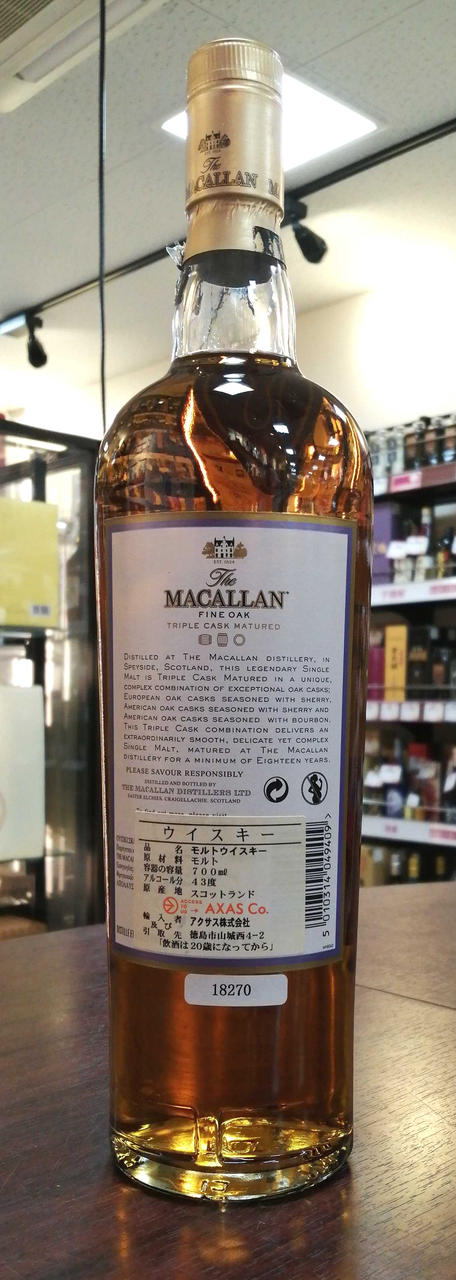 The
MACALLAN
EST. 1824
The
MACALLAN
FINE OAK
TRIPLE CASK MATURED
DISTILLED AT THE MACALLAN DISTILLERY, IN
SPEYSIDE, SCOTLAND, THIS LEGENDARY SINGLE
MALT IS TRIPLE CASK MATURED IN A UNIQUE,
COMPLEX COMBINATION OF EXCEPTIONAL OAK CASKS;
EUROPEAN OAK CASKS SEASONED WITH SHERRY,
AMERICAN OAK CASKS SEASONED WITH SHERRY AND
AMERICAN OAK CASKS SEASONED WITH BOURBON.
THIS TRIPLE CASK COMBINATION DELIVERS AN
EXTRAORDINARILY SMOOTH, DELICATE YET COMPLEX
SINGLE MALT, MATURED AT THE MACALLAN
DISTILLERY FOR A MINIMUM OF EIGHTEEN YEARS.
PLEASE SAVOUR RESPONSIBLY
DISTILLED AND BOTTLED BY
THE MACALLAN DISTILLERS LTD
EASTER ELCHIES, CRAIGELLACHIE, SCOTLAND
ウイスキー
品名 モルトウイスキー
原材料 モルト
容器の容量 700ml
アルコール分 43度
原産地 スコットランド
ACCESS TO US → AXAS Co.
輸入者及び アクサス株式会社
引取先 徳島市山城西4-2
「飲酒は20歳になってから」
5 010314 049409 >
18270